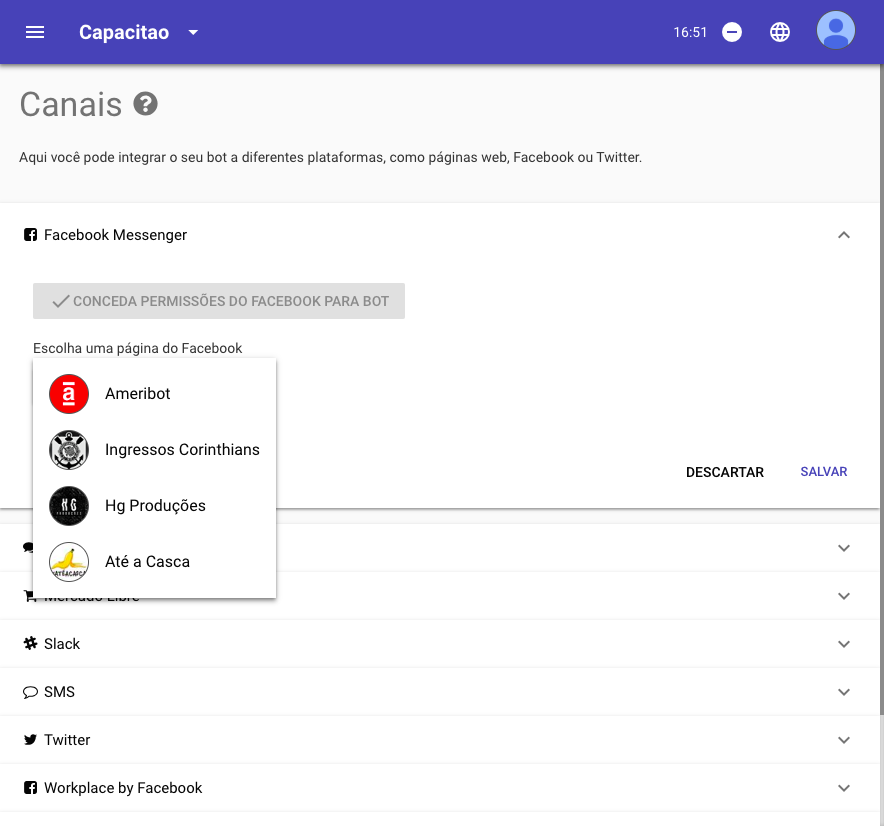 Capacitao
16:51
Canais
Aqui você pode integrar o seu bot a diferentes plataformas, como páginas web, Facebook ou Twitter.
Facebook Messenger
CONCEDA PERMISSÕES DO FACEBOOK PARA BOT
Escolha uma página do Facebook
Ameribot
Ingressos Corinthians
Hg Produções
Até a Casca
DESCARTAR
SALVAR
Mercado Libre
Slack
SMS
Twitter
Workplace by Facebook